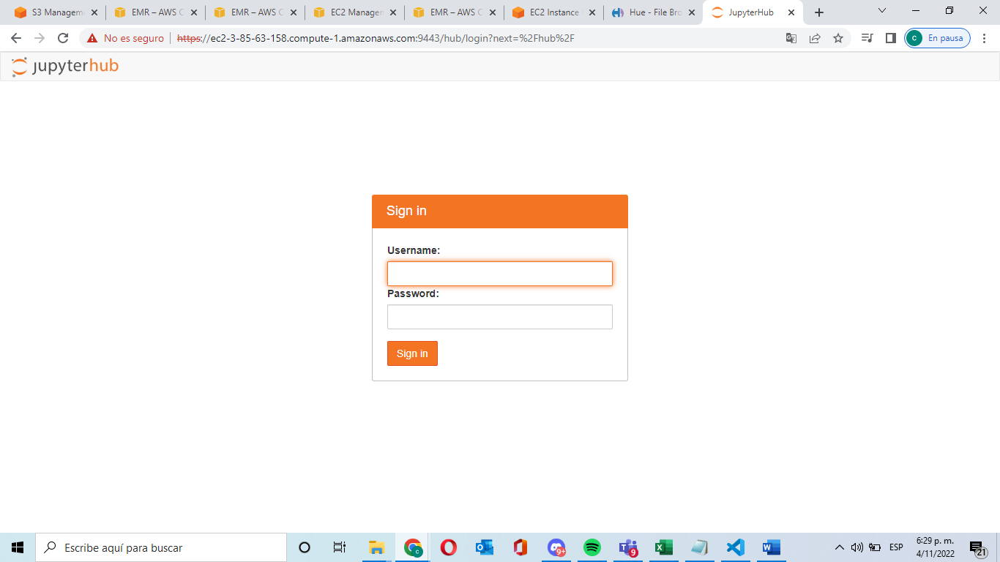 S3 Managem
EMR – AWS C
EMR – AWS C
EC2 Managem
EMR – AWS C
EC2 Instance
Hue - File Bro
JupyterHub
No es seguro
https://ec2-3-85-63-158.compute-1.amazonaws.com:9443/hub/login?next=%2Fhub%2F
c
En pausa
jupyterhub
Sign in
Username:
Password:
Sign in
Escribe aquí para buscar
c
9+
9
ESP
6:29 p. m.
4/11/2022
21